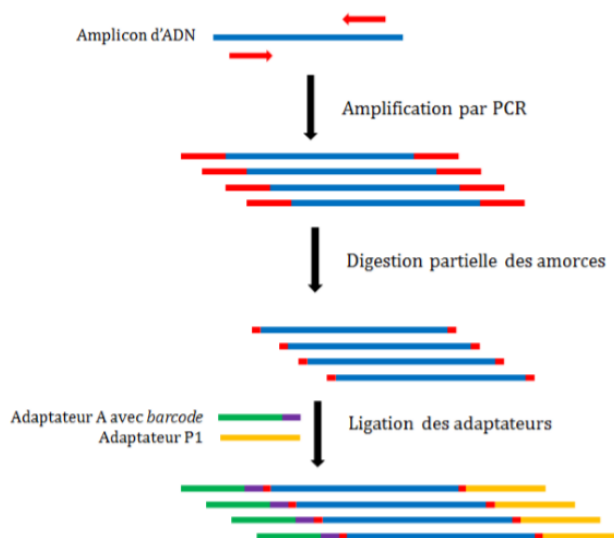 Amplicon d'ADN
Amplification par PCR
Digestion partielle des amorces
Adaptateur A avec barcode
Adaptateur P1
Ligation des adaptateurs